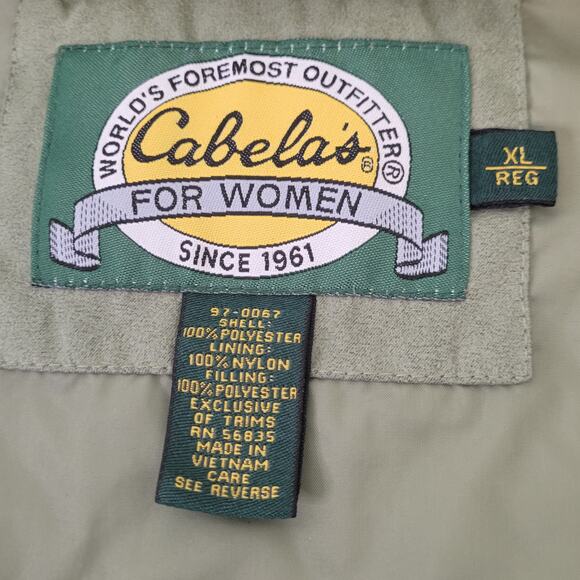 WORLD'S FOREMOST OUTFITTER®
Cabela's®
FOR WOMEN
SINCE 1961
XL
REG
97-0067
SHELL:
100% POLYESTER
LINING:
100% NYLON
FILLING:
100% POLYESTER
EXCLUSIVE
OF TRIMS
RN 56835
MADE IN
VIETNAM
CARE
SEE REVERSE